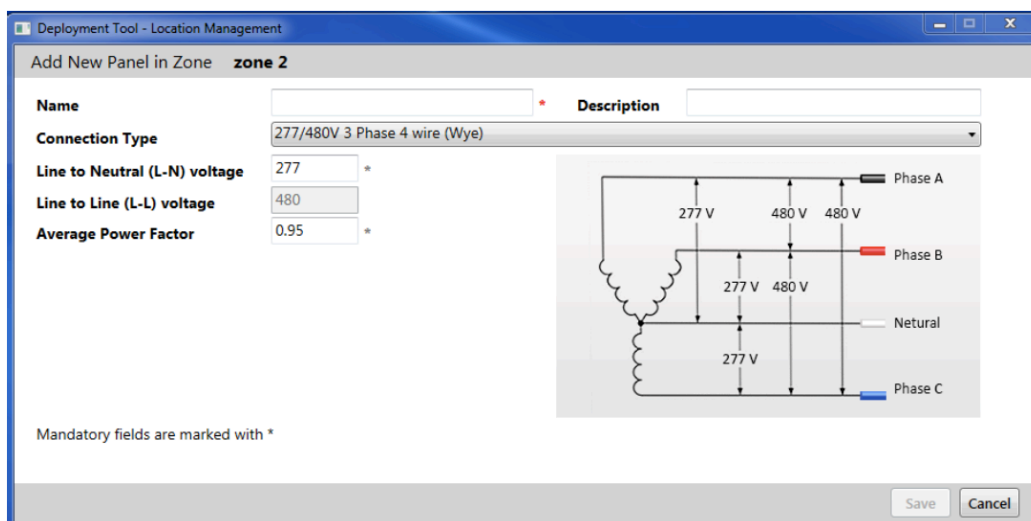 Deployment Tool - Location Management
Add New Panel in Zone zone 2
Name * Description
Connection Type 277/480V 3 Phase 4 wire (Wye)
Line to Neutral (L-N) voltage 277 *
Line to Line (L-L) voltage 480
Average Power Factor 0.95 *
Phase A
277 V 480 V 480 V
Phase B
277 V 480 V
Netural
277 V
Phase C
Mandatory fields are marked with *
Save Cancel